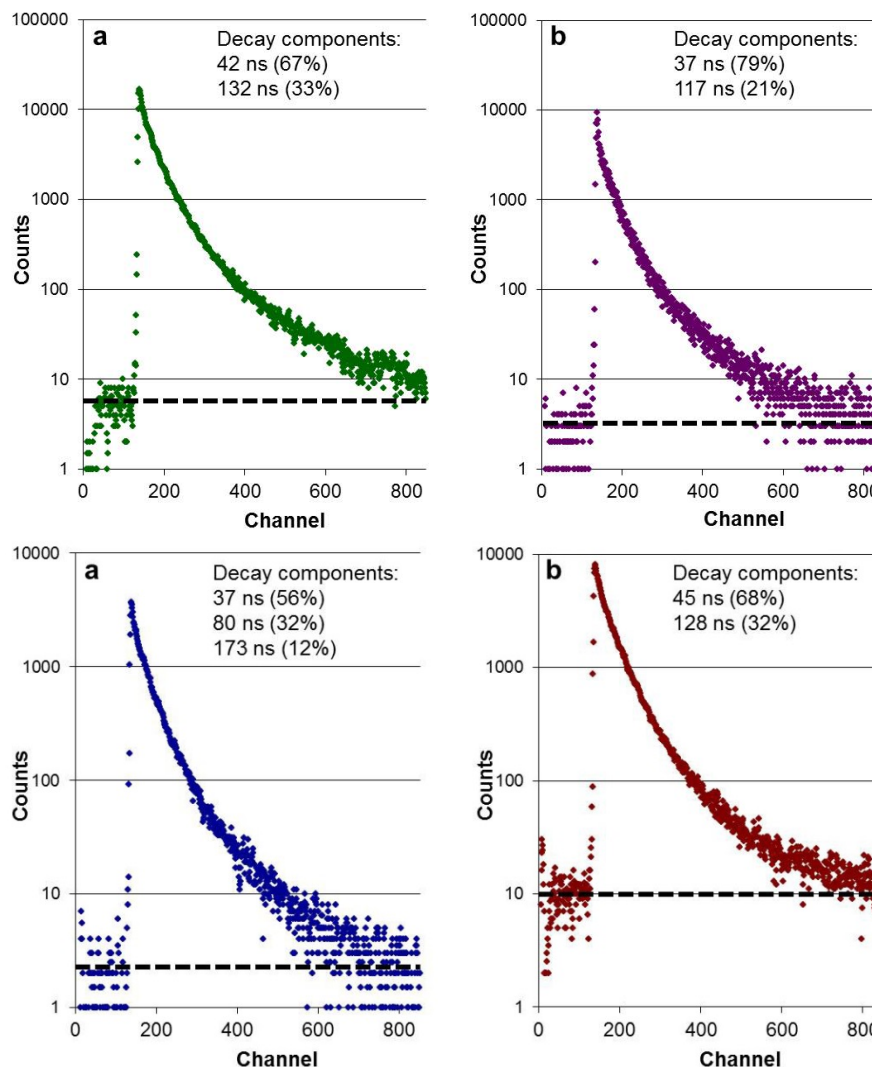 a
Decay components:
42 ns (67%)
132 ns (33%)
100000
10000
1000
100
10
1
Counts
0
200
400
600
800
Channel
b
Decay components:
37 ns (79%)
117 ns (21%)
100000
10000
1000
100
10
1
Counts
0
200
400
600
Channel
a
Decay components:
37 ns (56%)
80 ns (32%)
173 ns (12%)
10000
1000
100
10
1
Counts
0
200
400
600
800
Channel
b
Decay components:
45 ns (68%)
128 ns (32%)
10000
1000
100
10
1
Counts
0
200
400
600
800
Channel